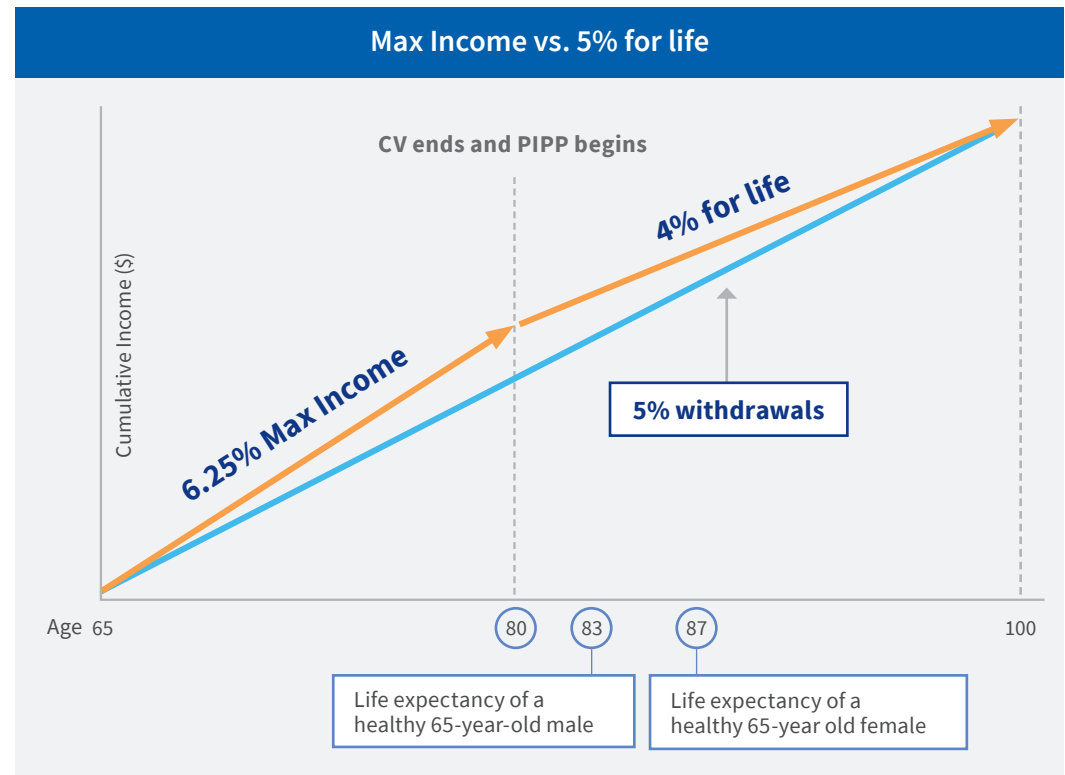 Max Income vs. 5% for life
CV ends and PIPP begins
4% for life
Cumulative Income ($)
6.25% Max Income
5% withdrawals
Age 65 80 83 87 100
Life expectancy of a
healthy 65-year-old male
Life expectancy of a
healthy 65-year old female